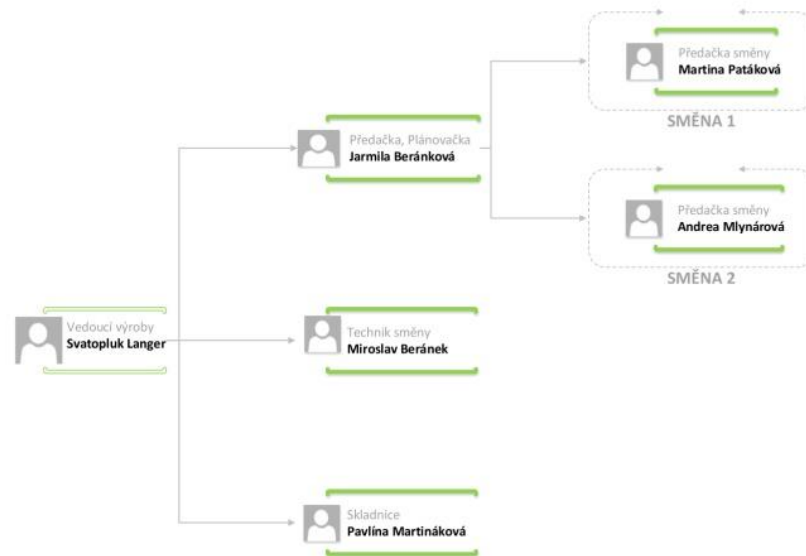 Předačka směny
Martina Patáková
SMĚNA 1
Předačka, Plánovačka
Jarmila Beránková
Předačka směny
Andrea Mlynárová
SMĚNA 2
Vedoucí výroby
Svatopluk Langer
Technik směny
Miroslav Beránek
Skladnice
Pavlína Martináková